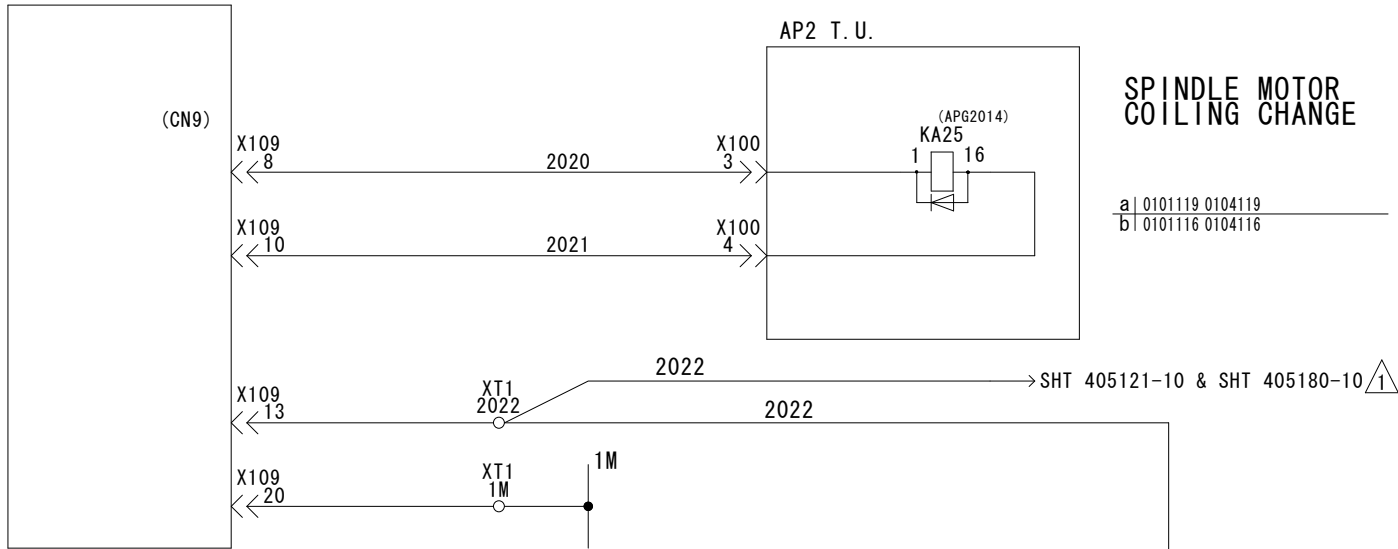 AP2 T.U.
SPINDLE MOTOR
COILING CHANGE
(CN9)
(APG2014)
KA25
1 16
X109
8
2020
X100
3
a 0101119 0104119
b 0101116 0104116
X109
10
2021
X100
4
2022
SHT 405121-10 & SHT 405180-10 1
X109
13
XT1
2022
2022
X109
20
XT1
1M
1M